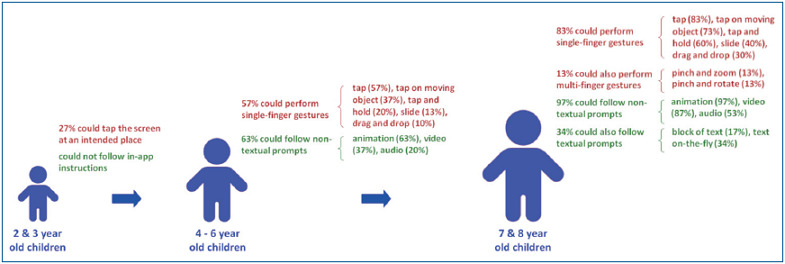 27% could tap the screen
at an intended place
could not follow in-app
instructions
2 & 3 year
old children
57% could perform
single-finger gestures
tap (57%), tap on moving
object (37%), tap and
hold (20%), slide (13%),
drag and drop (10%)
63% could follow non-
textual prompts
animation (63%), video
(37%), audio (20%)
4 - 6 year
old children
83% could perform
single-finger gestures
tap (83%), tap on moving
object (73%), tap and
hold (60%), slide (40%),
drag and drop (30%)
13% could also perform
multi-finger gestures
pinch and zoom (13%),
pinch and rotate (13%)
97% could follow non-
textual prompts
animation (97%), video
(87%), audio (53%)
34% could also follow
textual prompts
block of text (17%), text
on-the-fly (34%)
7 & 8 year
old children